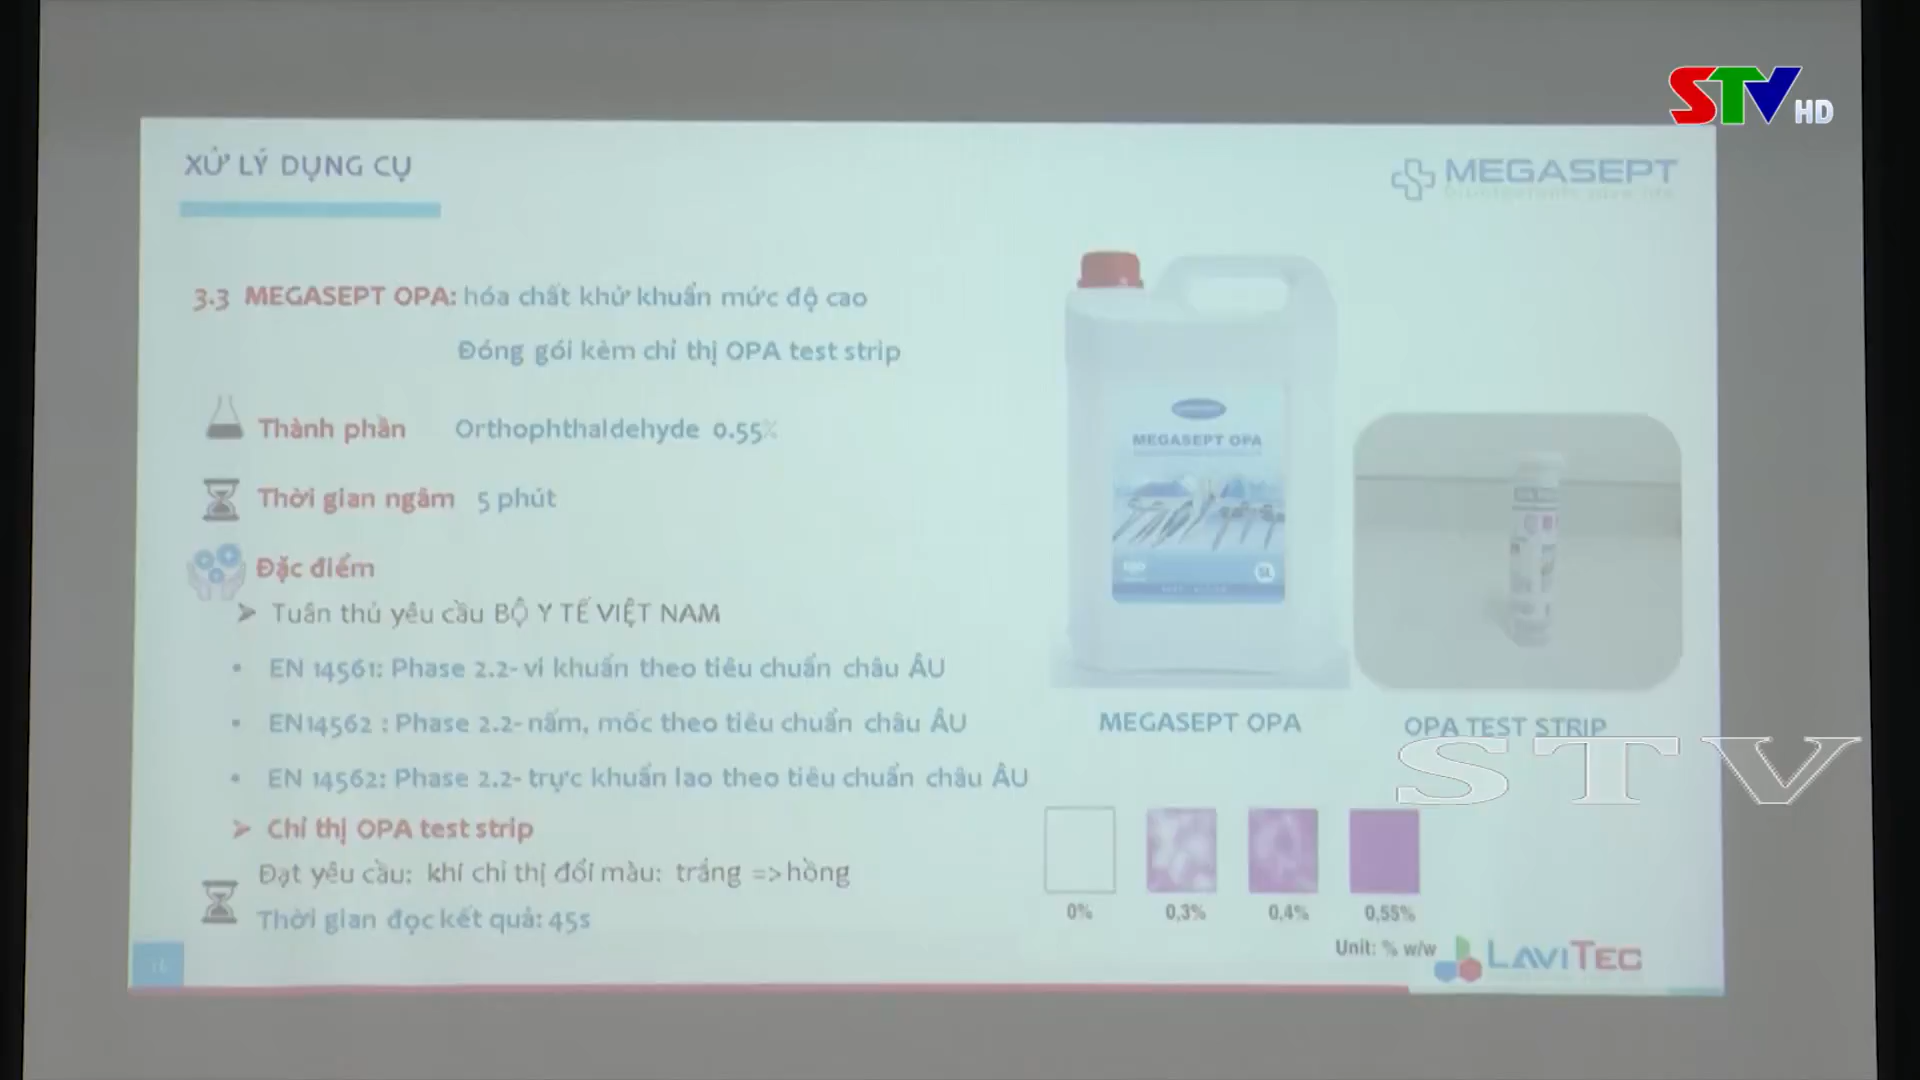 STV HD
XỬ LÝ DỤNG CỤ
MEGASEPT
3.3 MEGASEPT OPA: hóa chất khử khuẩn mức độ cao
Đóng gói kèm chỉ thị OPA test strip
Thành phần Orthophthaldehyde 0.55%
Thời gian ngâm 5 phút
Đặc điểm
➤ Tuân thủ yêu cầu BỘ Y TẾ VIỆT NAM
• EN 14561: Phase 2.2- vi khuẩn theo tiêu chuẩn châu ÂU
• EN14562 : Phase 2.2- nấm, mốc theo tiêu chuẩn châu ÂU
• EN 14562: Phase 2.2- trực khuẩn lao theo tiêu chuẩn châu ÂU
➤ Chỉ thị OPA test strip
Đạt yêu cầu: khí chỉ thị đổi màu: trắng => hồng
Thời gian đọc kết quả: 45s
16
MEGASEPT OPA
5L
MEGASEPT OPA
OPA TEST STRIP
STV
0% 0,3% 0,4% 0,55%
Unit: % w/w
LAVITEC